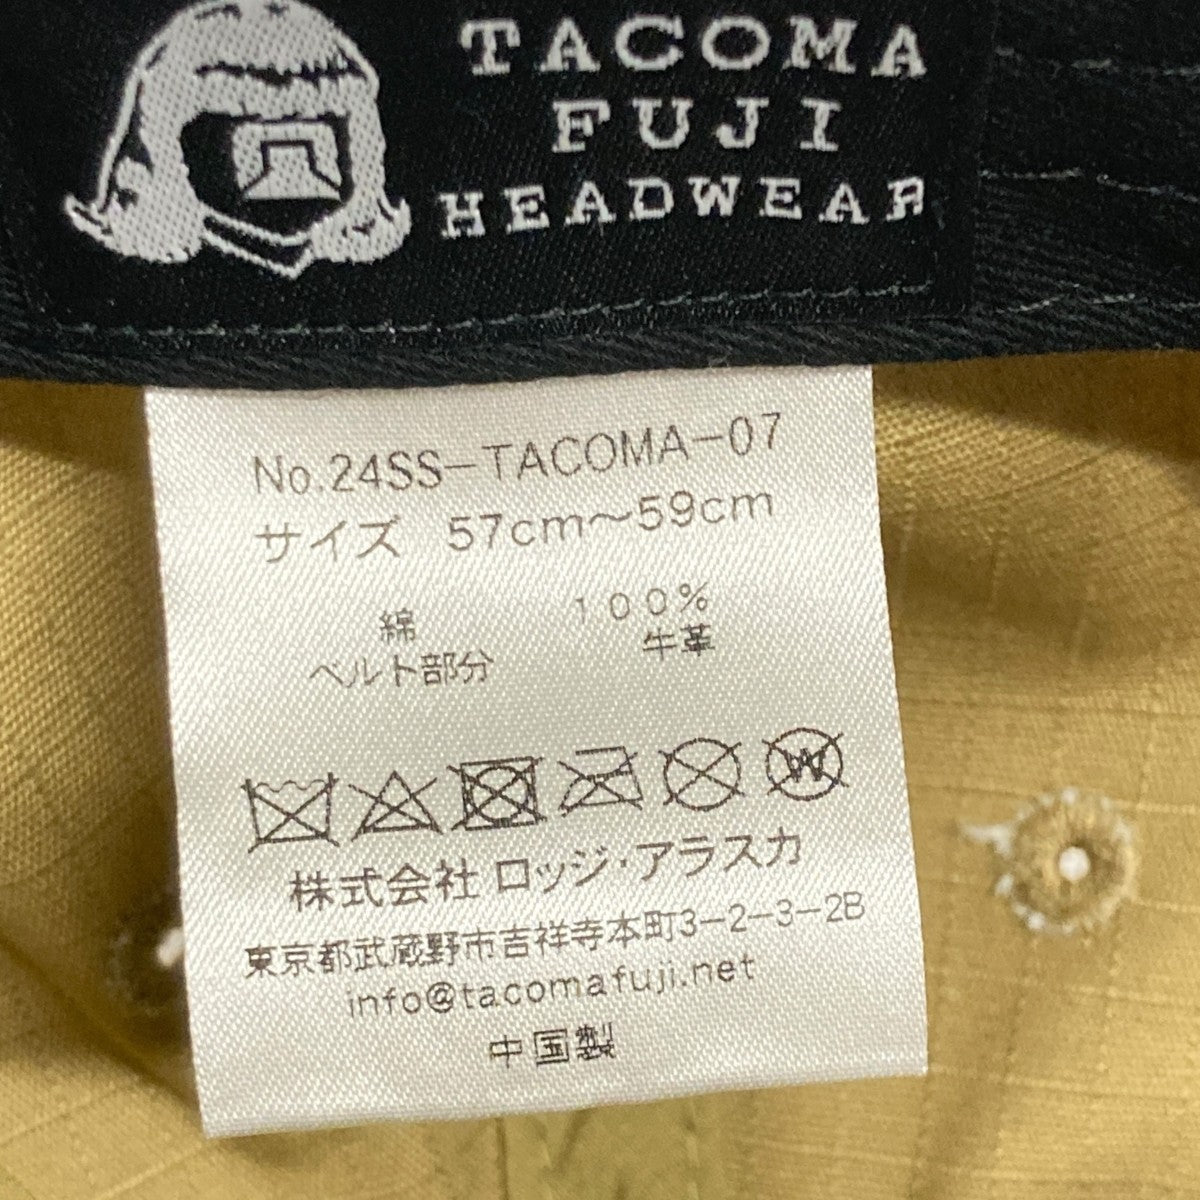 TACOMA
FUJI
HEADWEAR
No.24SS-TACOMA-07
サイズ 57cm～59cm
綿 100%
ベルト部分 牛革
W
株式会社 ロッジ・アラスカ
東京都武蔵野市吉祥寺本町3-2-3-2B
info@tacomafuji.net
中国製